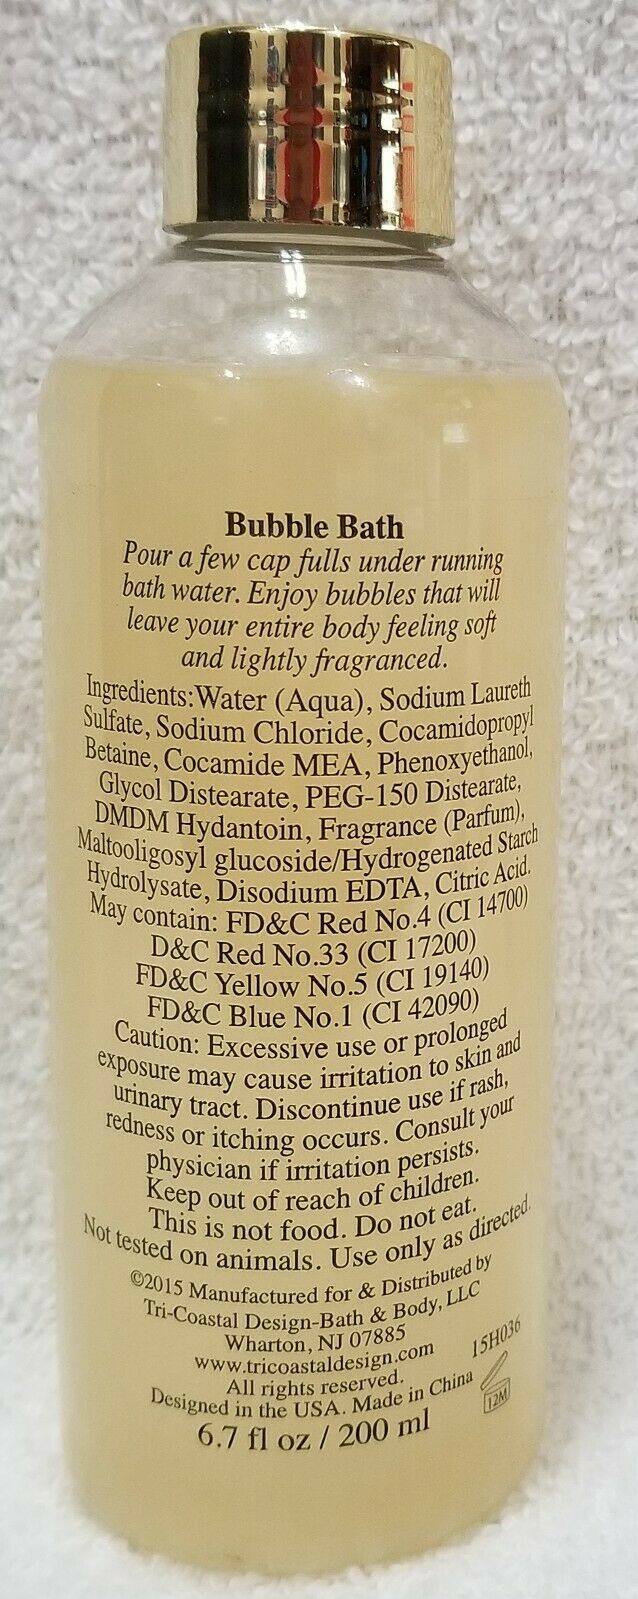 Bubble Bath
Pour a few cap fulls under running
bath water. Enjoy bubbles that will
leave your entire body feeling soft
and lightly fragranced.
Ingredients:Water (Aqua), Sodium Laureth
Sulfate, Sodium Chloride, Cocamidopropyl
Betaine, Cocamide MEA, Phenoxyethanol,
Glycol Distearate, PEG-150 Distearate,
DMDM Hydantoin, Fragrance (Parfum),
Maltooligosyl glucoside/Hydrogenated Starch
Hydrolysate, Disodium EDTA, Citric Acid.
May contain: FD&C Red No.4 (CI 14700)
D&C Red No.33 (CI 17200)
FD&C Yellow No.5 (CI 19140)
FD&C Blue No.1 (CI 42090)
Caution: Excessive use or prolonged
exposure may cause irritation to skin and
urinary tract. Discontinue use if rash,
redness or itching occurs. Consult your
physician if irritation persists.
Keep out of reach of children.
This is not food. Do not eat.
Not tested on animals. Use only as directed.
©2015 Manufactured for & Distributed by
Tri-Coastal Design-Bath & Body, LLC
Wharton, NJ 07885
www.tricoastaldesign.com
15H036
All rights reserved.
Designed in the USA. Made in China
12M
6.7 fl oz / 200 ml